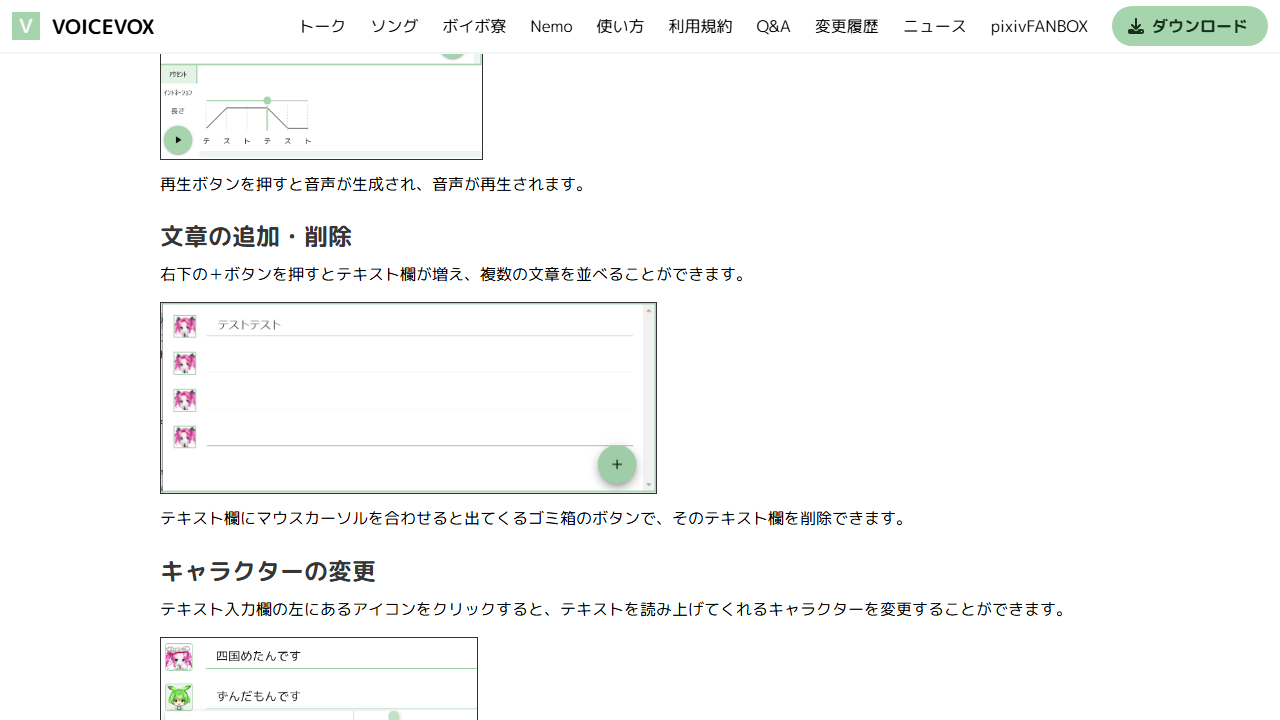 V VOICEVOX トーク ソング ボイボ寮 Nemo 使い方 利用規約 Q&A 変更履歴 ニュース pixivFANBOX ダウンロード
アクセント
イントネーション
長さ
テ ス ト テ ス ト
再生ボタンを押すと音声が生成され、音声が再生されます。
文章の追加・削除
右下の＋ボタンを押すとテキスト欄が増え、複数の文章を並べることができます。
テストテスト
+
テキスト欄にマウスカーソルを合わせると出てくるゴミ箱のボタンで、そのテキスト欄を削除できます。
キャラクターの変更
テキスト入力欄の左にあるアイコンをクリックすると、テキストを読み上げてくれるキャラクターを変更することができます。
四国めたんです
ずんだもんです